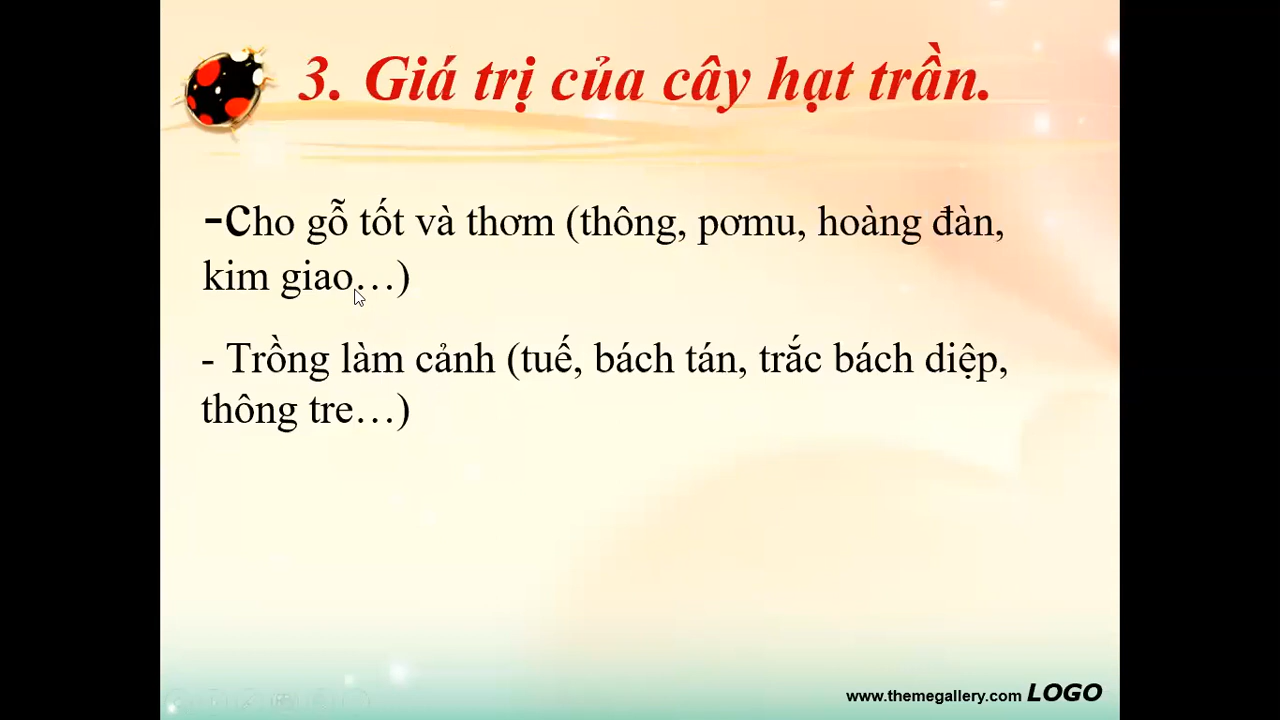 3. Giá trị của cây hạt trần.
-Cho gỗ tốt và thơm (thông, pơmu, hoàng đàn,
kim giao…)
- Trồng làm cảnh (tuế, bách tán, trắc bách diệp,
thông tre…)
www.themegallery.com LOGO